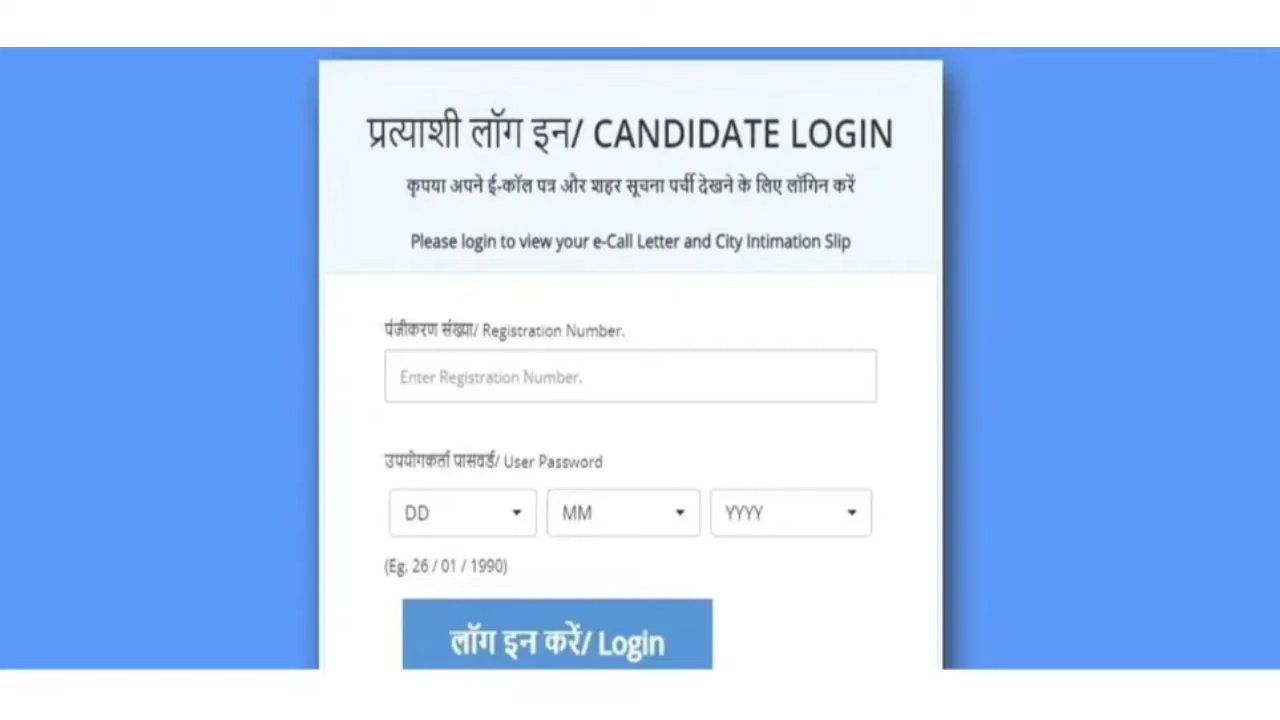 प्रत्याशी लॉग इन/ CANDIDATE LOGIN
कृपया अपने ई-कॉल पत्र और शहर सूचना पर्ची देखने के लिए लॉगिन करें
Please login to view your e-Call Letter and City Intimation Slip
पंजीकरण संख्या/ Registration Number.
Enter Registration Number.
उपयोगकर्ता पासवर्ड/ User Password
DD MM YYYY
(Eg. 26 / 01 / 1990)
लॉग इन करें/ Login